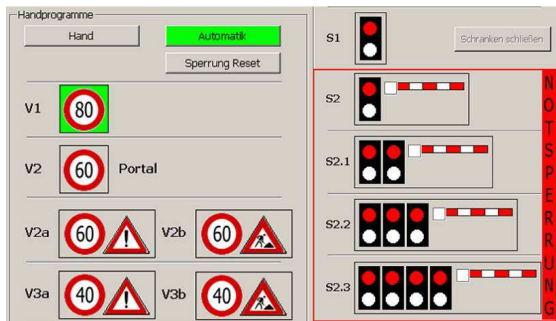 Handprogramme
Hand
Automatik
Sperrung Reset
V1
80
V2
60
Portal
V2a
60
V2b
60
V3a
40
V3b
40
S1
Schranken schließen
S2
S2.1
S2.2
S2.3
NOTSPERRUNG